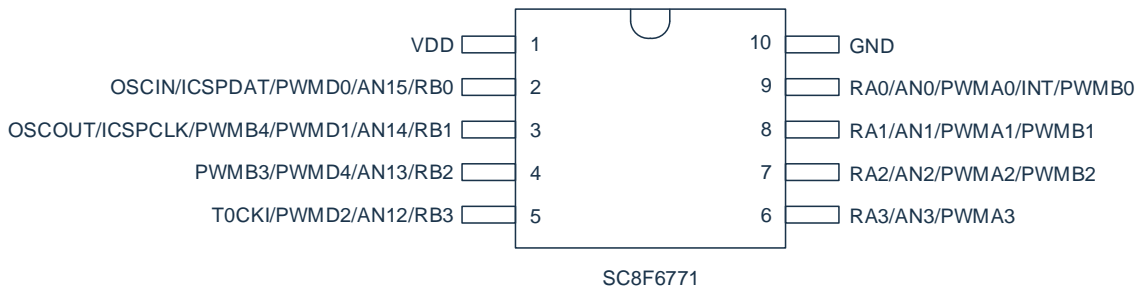 VDD 1 10 GND
OSCIN/ICSPDAT/PWMD0/AN15/RB0 2 9 RA0/AN0/PWMA0/INT/PWMB0
OSCOUT/ICSPCLK/PWMB4/PWMD1/AN14/RB1 3 8 RA1/AN1/PWMA1/PWMB1
PWMB3/PWMD4/AN13/RB2 4 7 RA2/AN2/PWMA2/PWMB2
T0CKI/PWMD2/AN12/RB3 5 6 RA3/AN3/PWMA3
SC8F6771